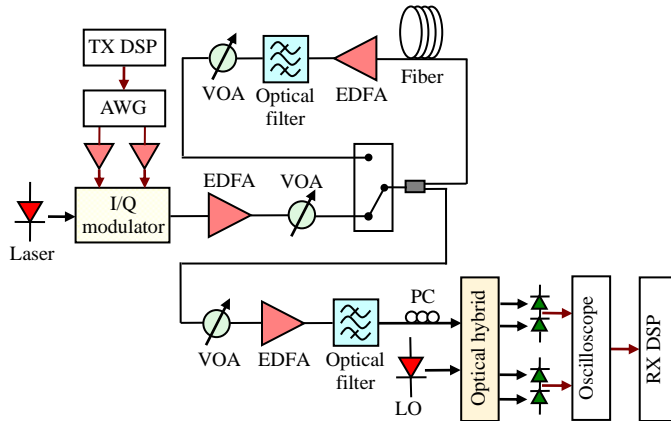 TX DSP
AWG
VOA
Optical
filter
EDFA
Fiber
EDFA
VOA
I/Q
modulator
Laser
VOA
EDFA
Optical
filter
PC
LO
Optical hybrid
Oscilloscope
RX DSP